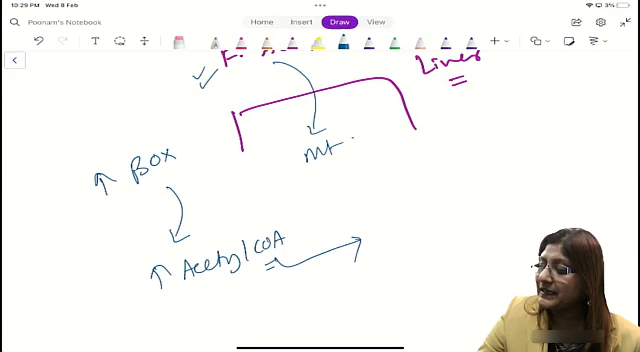 10:29 PM Wed 8 Feb
3%
Poonam's Notebook
Home Insert Draw View
Liver
Mt.
↑ BOX
↑ Acetyl COA